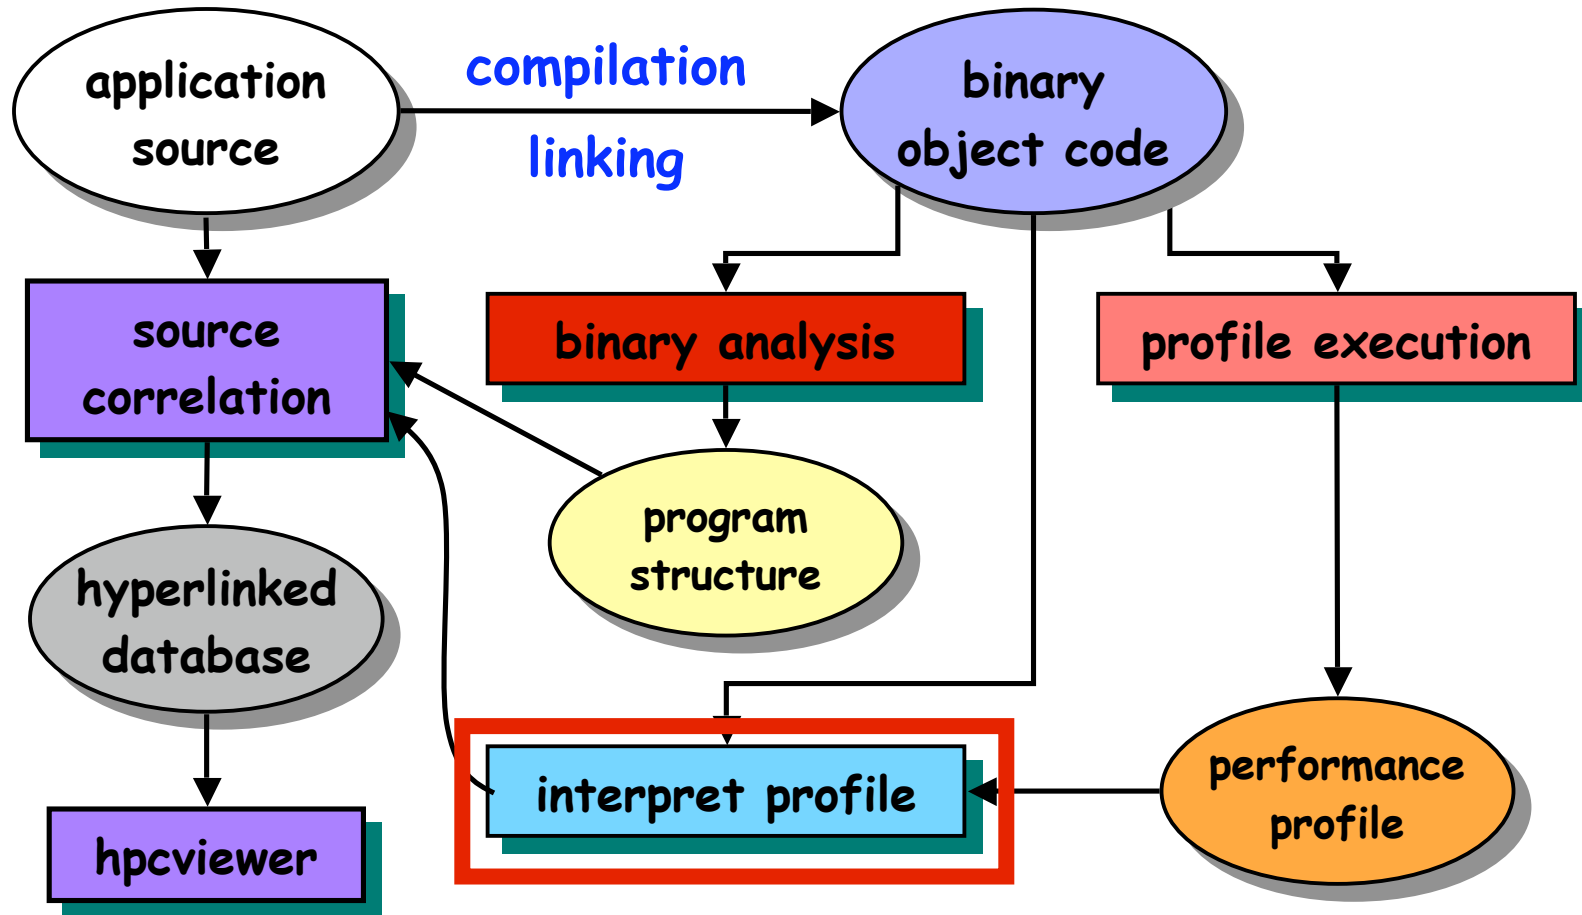 application
source
compilation
linking
binary
object code
source
correlation
binary analysis
profile execution
program
structure
hyperlinked
database
interpret profile
performance
profile
hpcviewer